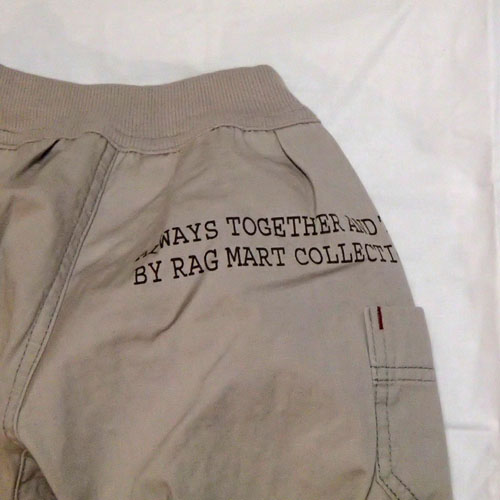 ALWAYS TOGETHER AND
BY RAG MART COLLECTI